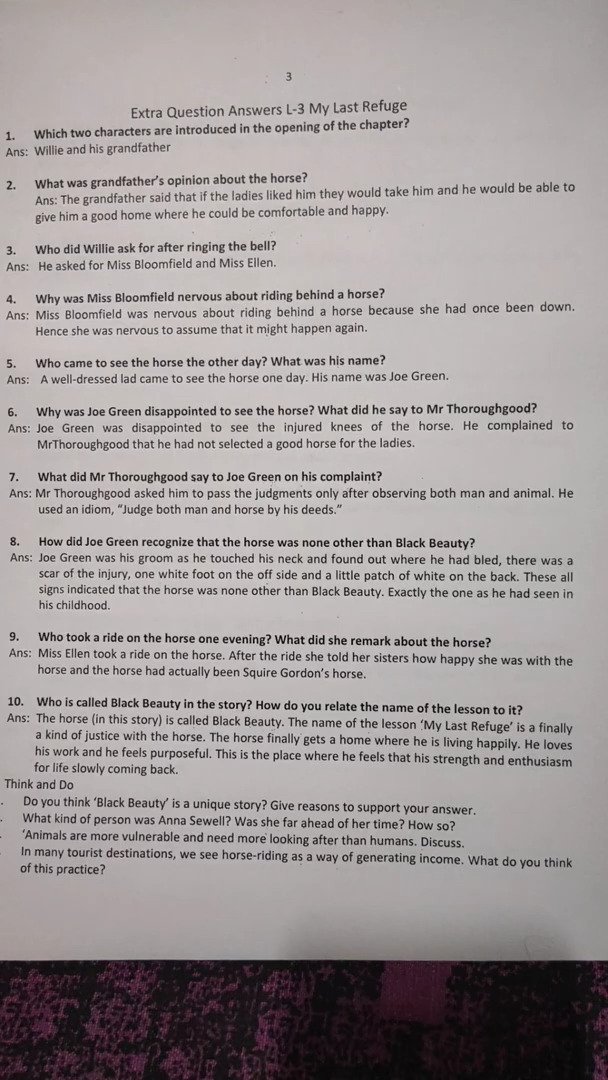 3
Extra Question Answers L-3 My Last Refuge
1. Which two characters are introduced in the opening of the chapter?
Ans: Willie and his grandfather
2. What was grandfather's opinion about the horse?
Ans: The grandfather said that if the ladies liked him they would take him and he would be able to
give him a good home where he could be comfortable and happy.
3. Who did Willie ask for after ringing the bell?
Ans: He asked for Miss Bloomfield and Miss Ellen.
4. Why was Miss Bloomfield nervous about riding behind a horse?
Ans: Miss Bloomfield was nervous about riding behind a horse because she had once been down.
Hence she was nervous to assume that it might happen again.
5. Who came to see the horse the other day? What was his name?
Ans: A well-dressed lad came to see the horse one day. His name was Joe Green.
6. Why was Joe Green disappointed to see the horse? What did he say to Mr Thoroughgood?
Ans: Joe Green was disappointed to see the injured knees of the horse. He complained to
MrThoroughgood that he had not selected a good horse for the ladies.
7. What did Mr Thoroughgood say to Joe Green on his complaint?
Ans: Mr Thoroughgood asked him to pass the judgments only after observing both man and animal. He
used an idiom, "Judge both man and horse by his deeds."
8. How did Joe Green recognize that the horse was none other than Black Beauty?
Ans: Joe Green was his groom as he touched his neck and found out where he had bled, there was a
scar of the injury, one white foot on the off side and a little patch of white on the back. These all
signs indicated that the horse was none other than Black Beauty. Exactly the one as he had seen in
his childhood.
9. Who took a ride on the horse one evening? What did she remark about the horse?
Ans: Miss Ellen took a ride on the horse. After the ride she told her sisters how happy she was with the
horse and the horse had actually been Squire Gordon's horse.
10. Who is called Black Beauty in the story? How do you relate the name of the lesson to it?
Ans: The horse (in this story) is called Black Beauty. The name of the lesson 'My Last Refuge' is a finally
a kind of justice with the horse. The horse finally gets a home where he is living happily. He loves
his work and he feels purposeful. This is the place where he feels that his strength and enthusiasm
for life slowly coming back.
Think and Do
Do you think 'Black Beauty' is a unique story? Give reasons to support your answer.
What kind of person was Anna Sewell? Was she far ahead of her time? How so?
'Animals are more vulnerable and need more looking after than humans. Discuss.
In many tourist destinations, we see horse-riding as a way of generating income. What do you think
of this practice?